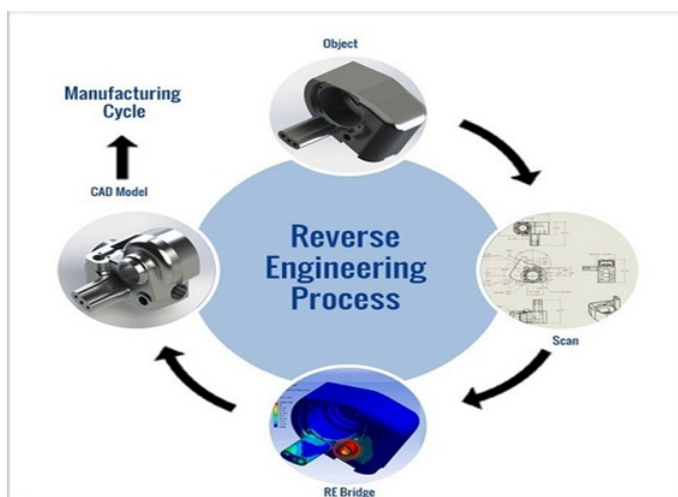 Object
Manufacturing
Cycle
CAD Model
Reverse
Engineering
Process
Scan
RE Bridge